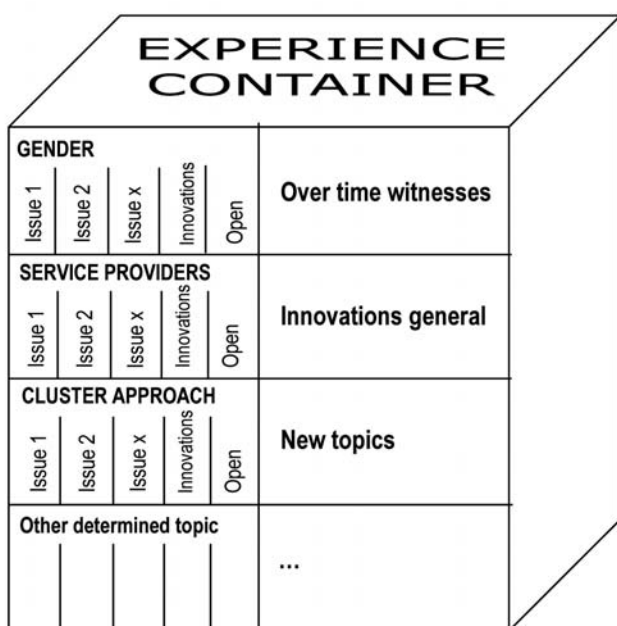 EXPERIENCE
CONTAINER
GENDER
Issue 1
Issue 2
Issue x
Innovations
Open
Over time witnesses
SERVICE PROVIDERS
Issue 1
Issue 2
Issue x
Innovations
Open
Innovations general
CLUSTER APPROACH
Issue 1
Issue 2
Issue x
Innovations
Open
New topics
Other determined topic
...